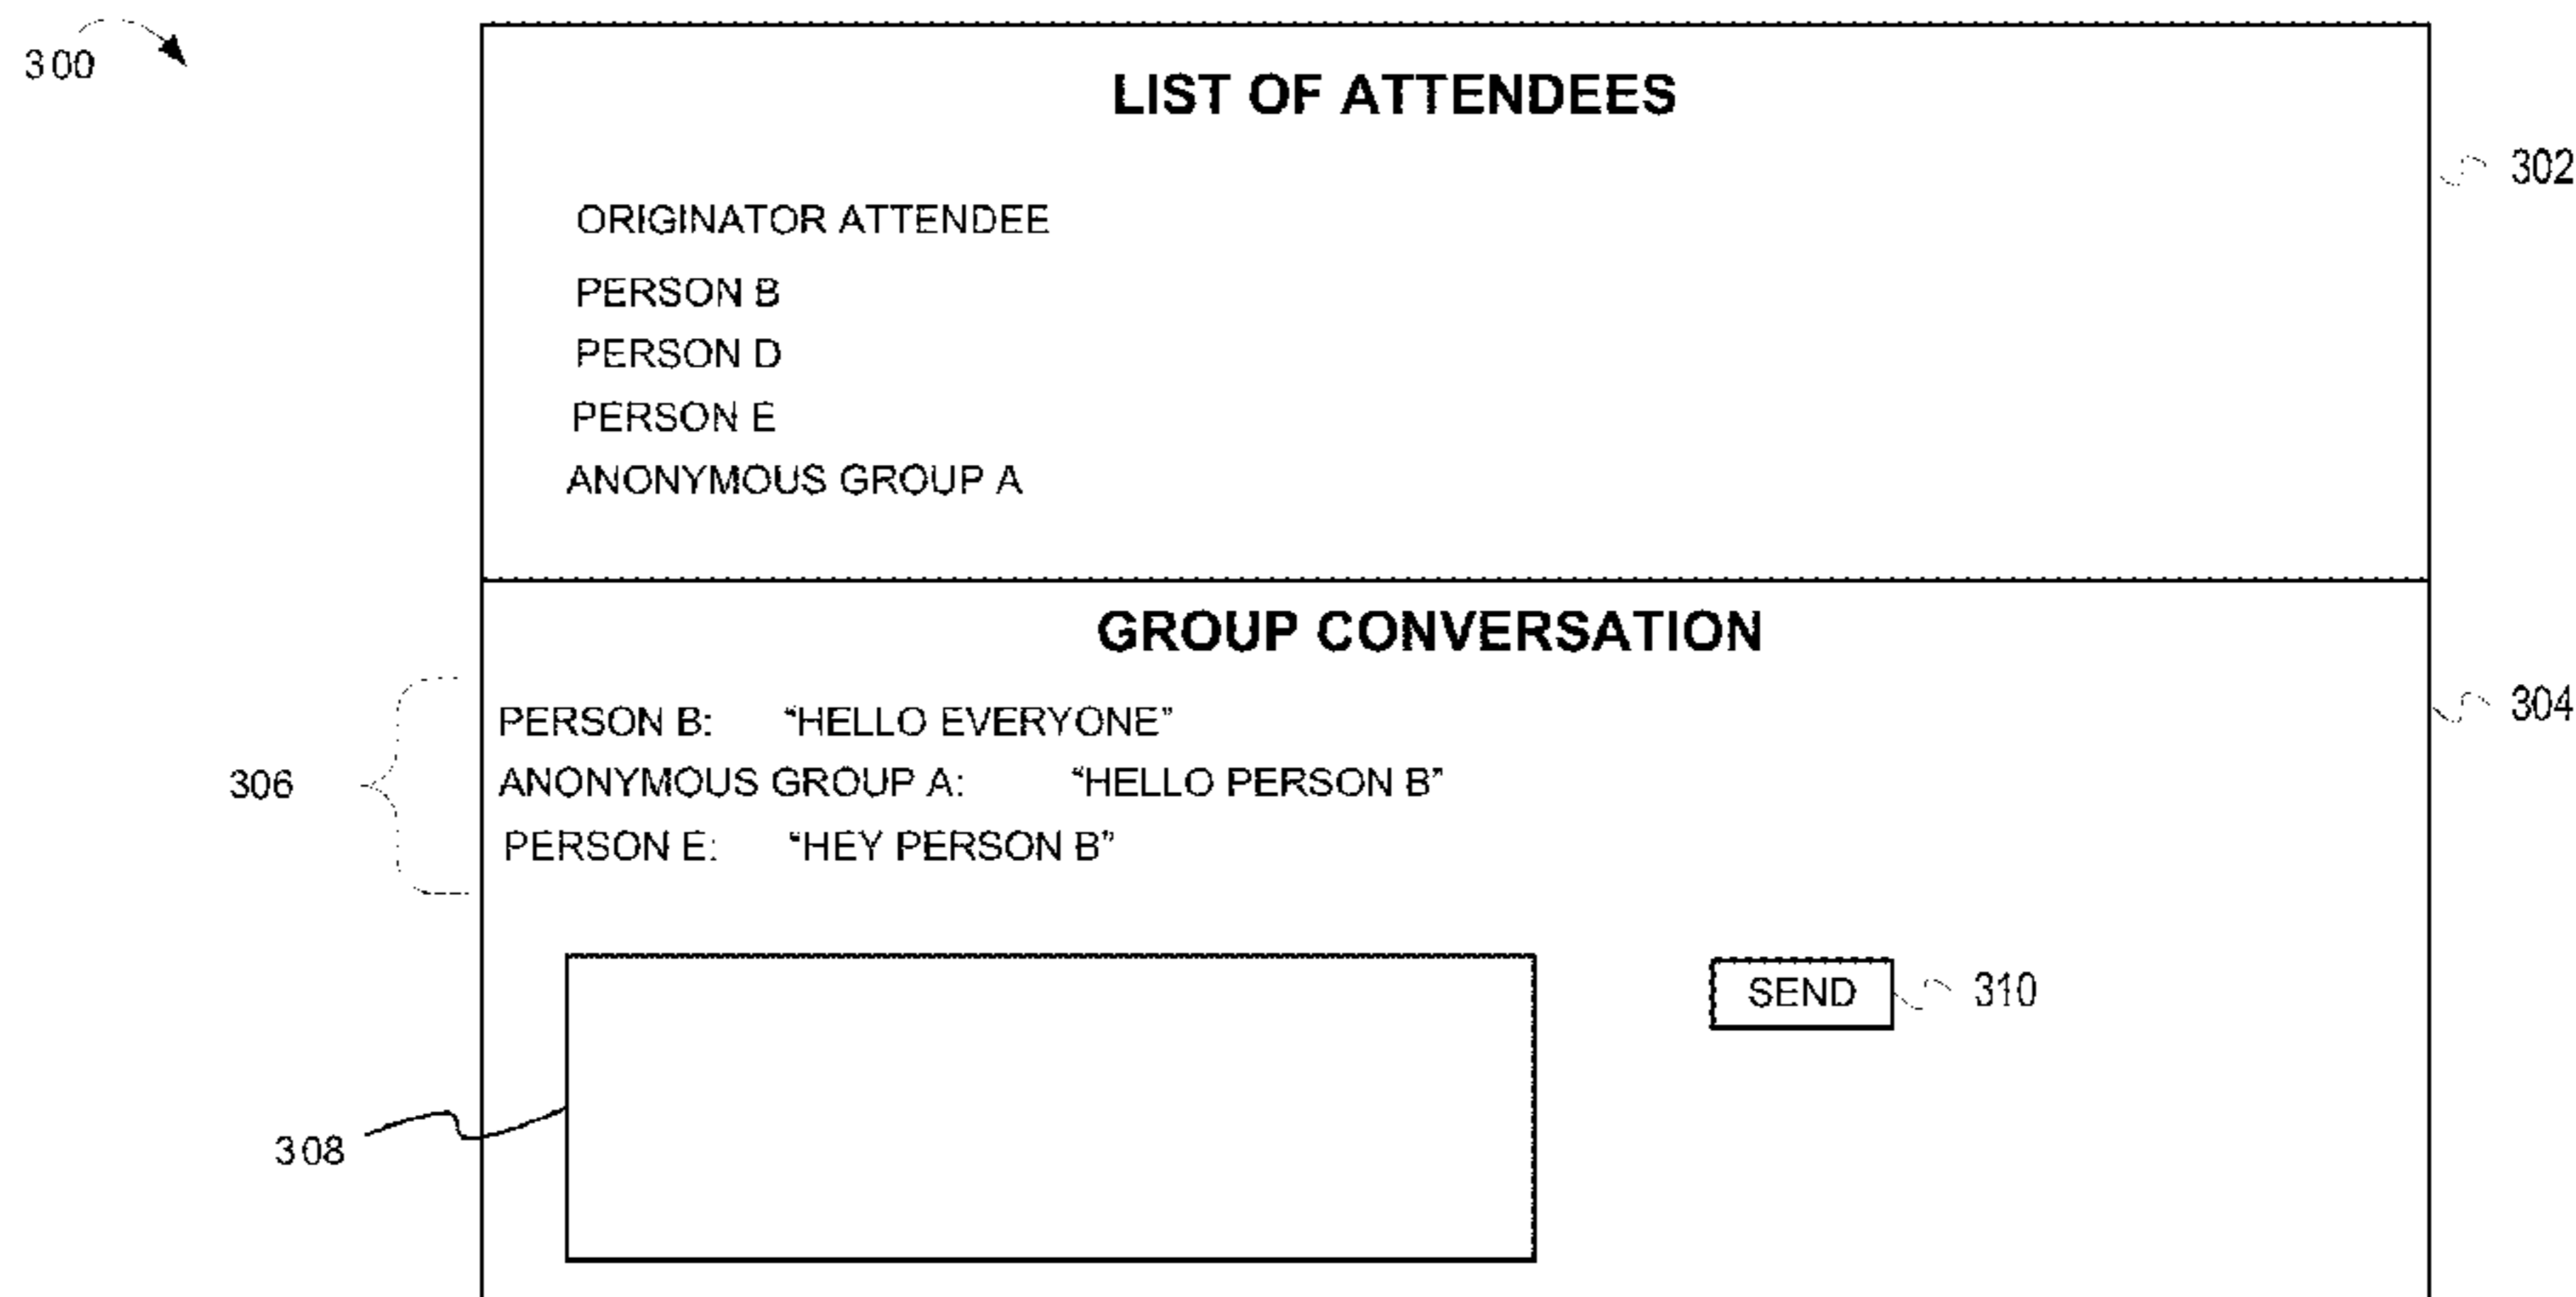 300
LIST OF ATTENDEES
302
ORIGINATOR ATTENDEE
PERSON B
PERSON D
PERSON E
ANONYMOUS GROUP A
GROUP CONVERSATION
304
PERSON B: “HELLO EVERYONE”
306 ANONYMOUS GROUP A: “HELLO PERSON B”
PERSON E: “HEY PERSON B”
SEND 310
308